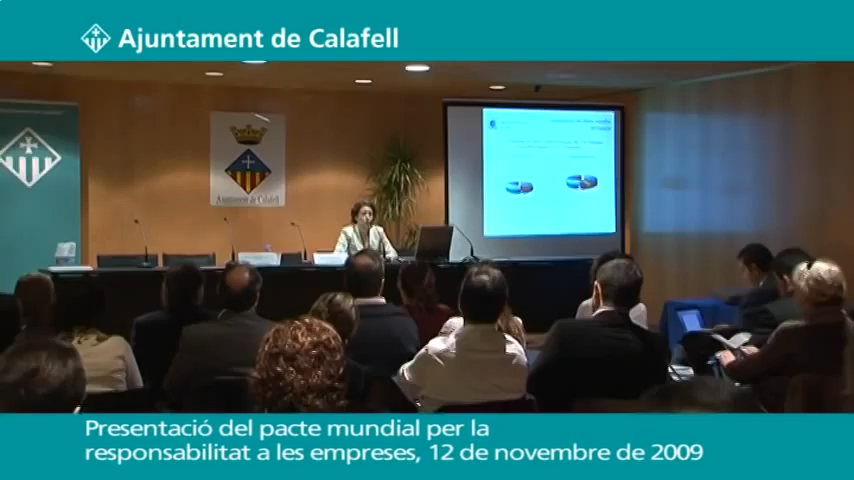 Ajuntament de Calafell
Ajuntament de Calafell
Presentació del pacte mundial per la
responsabilitat a les empreses, 12 de novembre de 2009